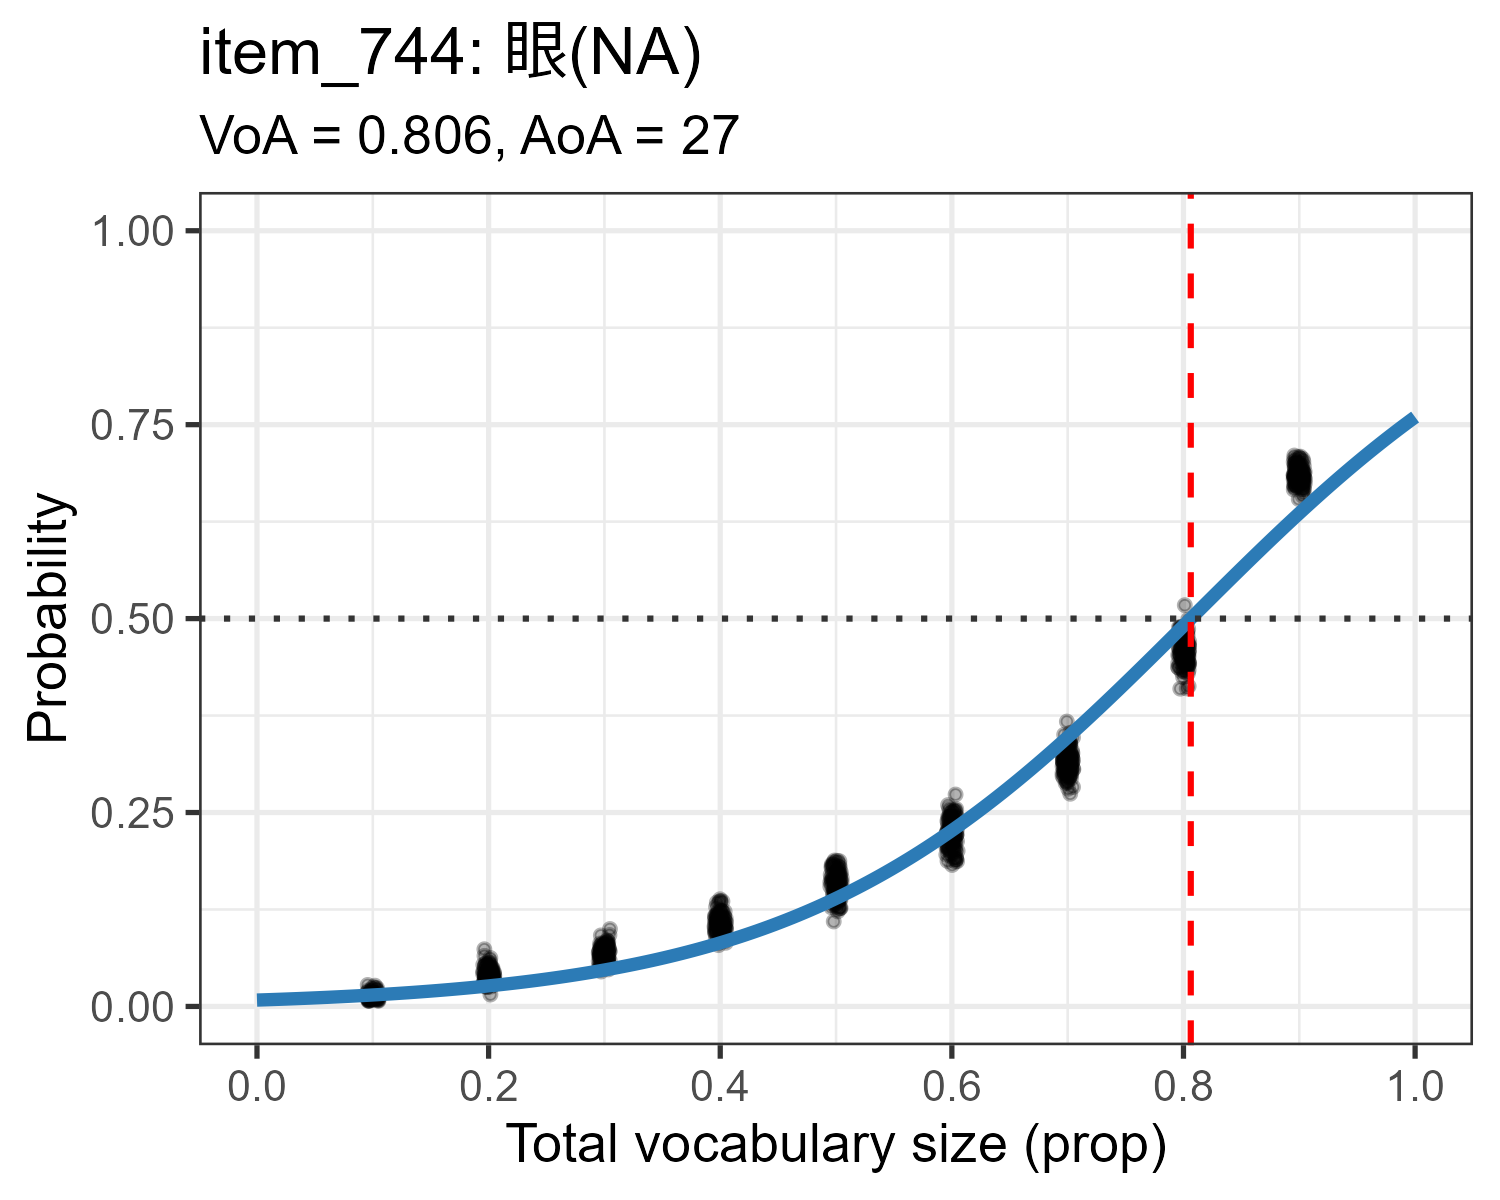 item_744: 眼(NA)
VoA = 0.806, AoA = 27
1.00
0.75
0.50
0.25
0.00
Probability
0.0 0.2 0.4 0.6 0.8 1.0
Total vocabulary size (prop)